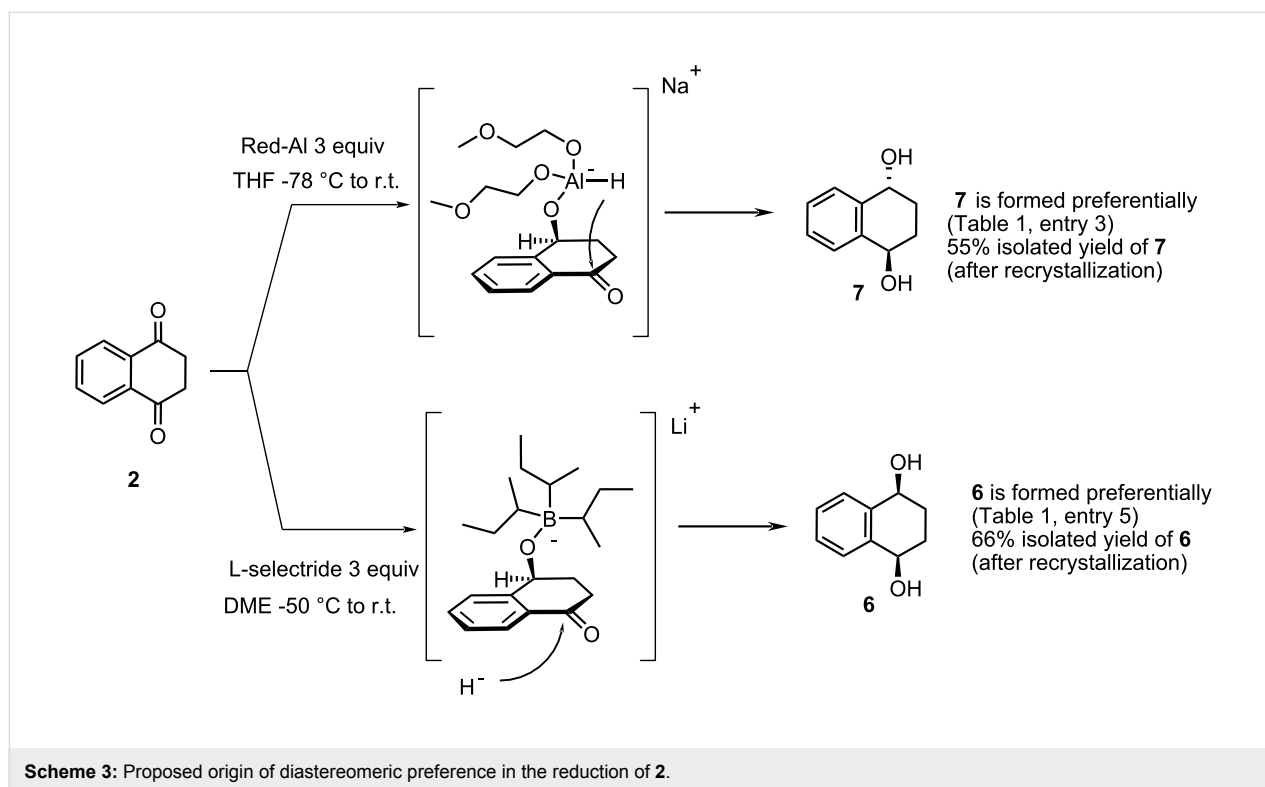 Red-Al 3 equiv
THF -78 °C to r.t.
Na+
O
O
O
Al - H
O
O
H
O
OH
OH
7
7 is formed preferentially
(Table 1, entry 3)
55% isolated yield of 7
(after recrystallization)
O
O
2
L-selectride 3 equiv
DME -50 °C to r.t.
Li+
B
-
O
H
O
H-
OH
OH
6
6 is formed preferentially
(Table 1, entry 5)
66% isolated yield of 6
(after recrystallization)
Scheme 3: Proposed origin of diastereomeric preference in the reduction of 2.